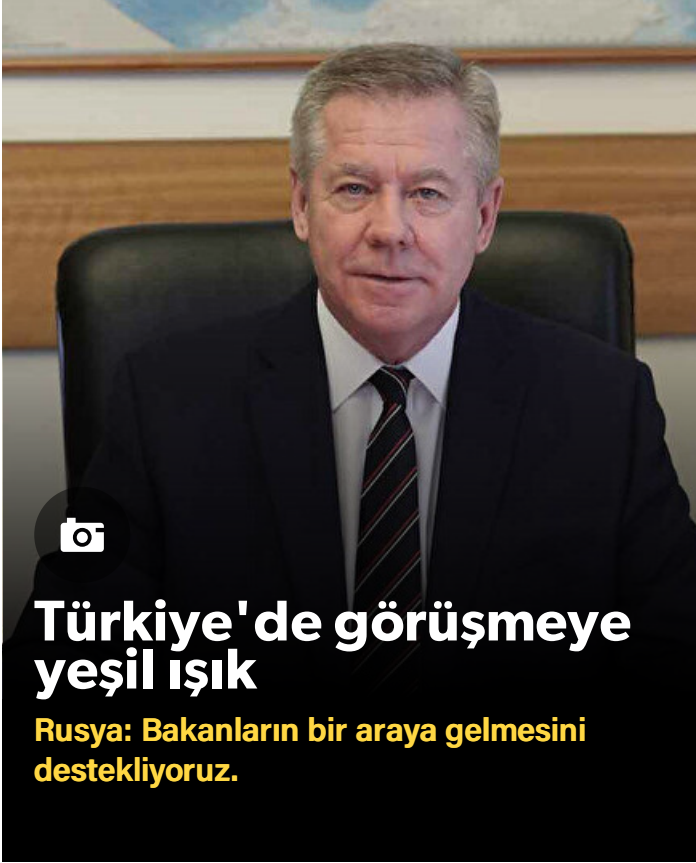 Türkiye'de görüşmeye
yeşil ışık
Rusya: Bakanların bir araya gelmesini
destekliyoruz.